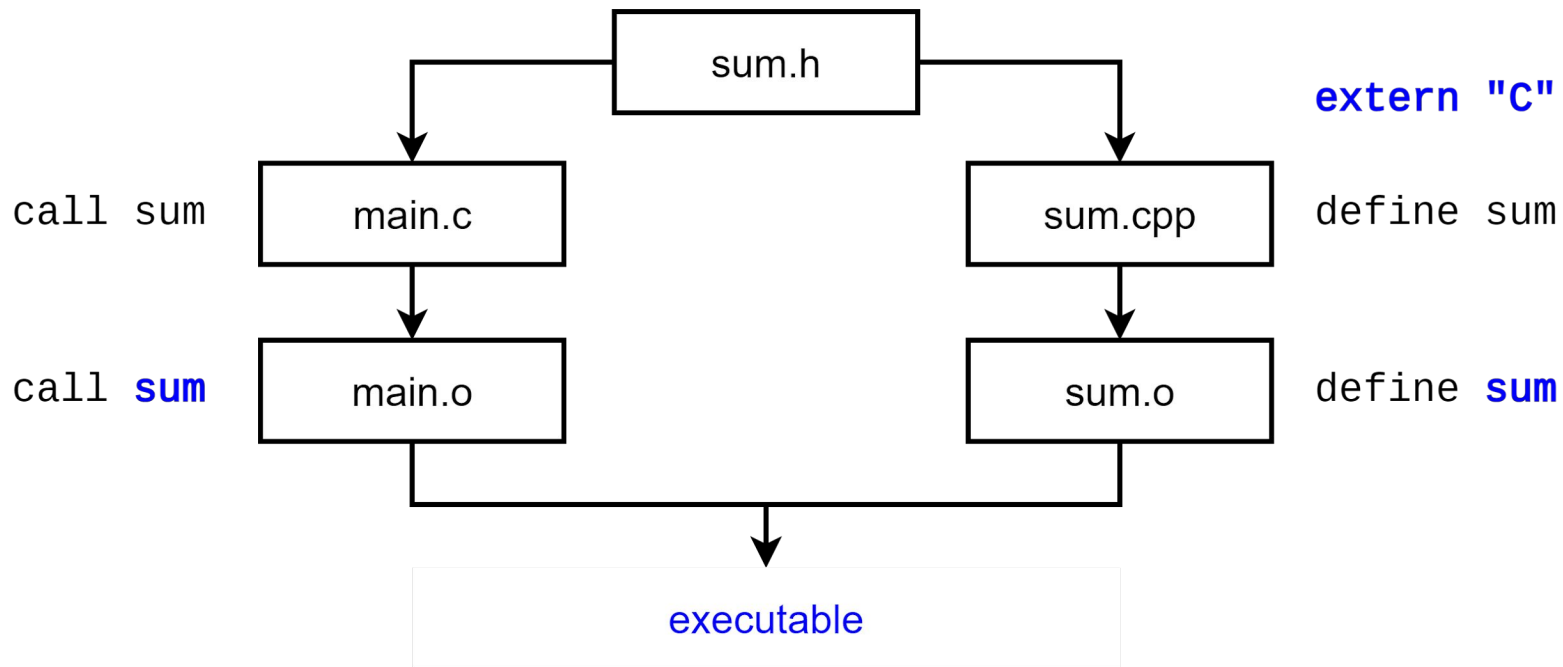 sum.h
extern "C"
call sum
main.c
sum.cpp
define sum
call sum
main.o
sum.o
define sum
executable